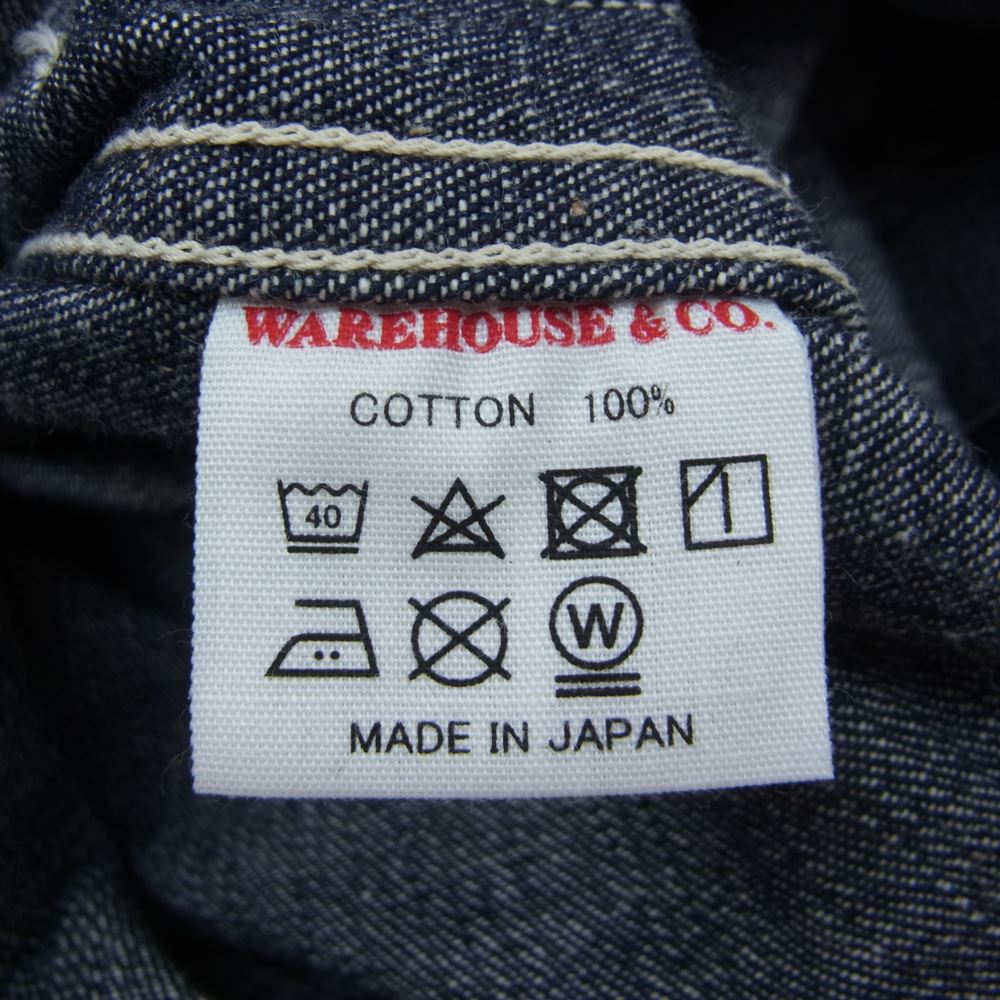 WAREHOUSE & CO.
COTTON 100%
40
W
MADE IN JAPAN